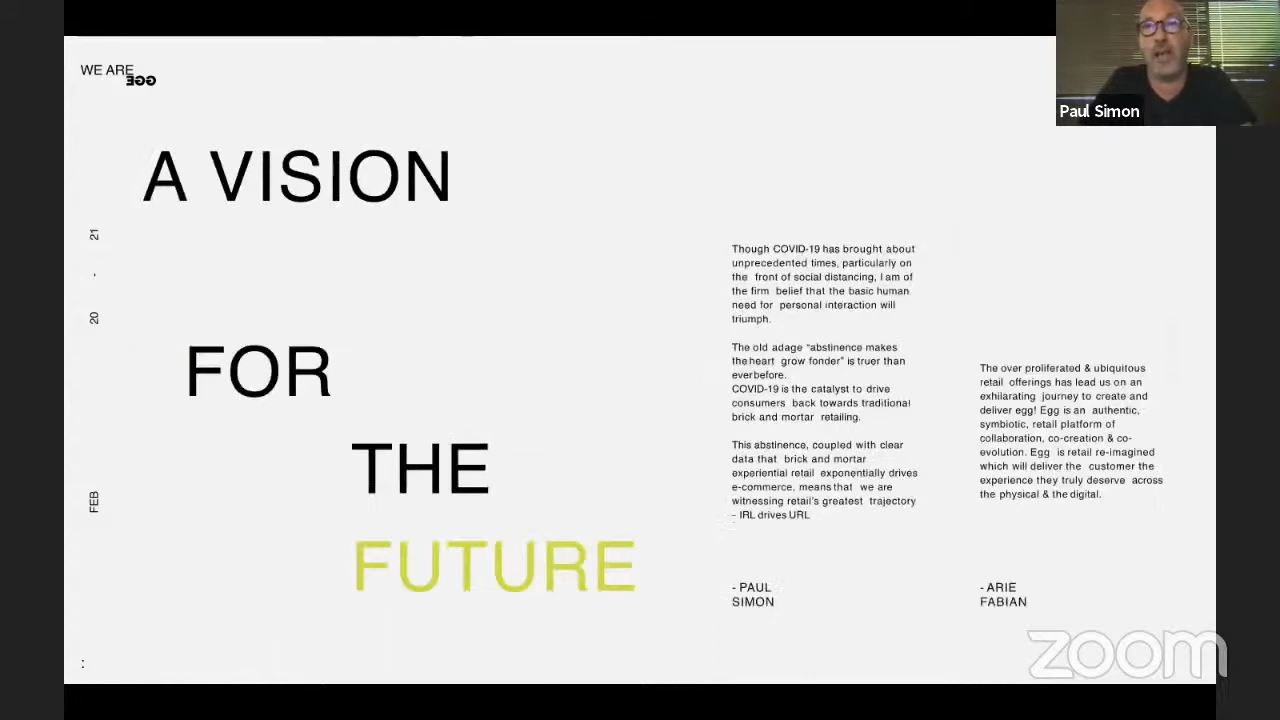 WE ARE
egg
Paul Simon
A VISION
FOR
THE
FUTURE
FEB 20 - 21
Though COVID-19 has brought about
unprecedented times, particularly on
the front of social distancing, I am of
the firm belief that the basic human
need for personal interaction will
triumph.
The old adage “abstinence makes
the heart grow fonder” is truer than
everbefore.
COVID-19 is the catalyst to drive
consumers back towards traditional
brick and mortar retailing.
This abstinence, coupled with clear
data that brick and mortar
experiential retail exponentially drives
e-commerce, means that we are
witnessing retail's greatest trajectory
- IRL drives URL
- PAUL
SIMON
The over proliferated & ubiquitous
retail offerings has lead us on an
exhilarating journey to create and
deliver egg! Egg is an authentic,
symbiotic, retail platform of
collaboration, co-creation & co-
evolution. Egg is retail re-imagined
which will deliver the customer the
experience they truly deserve across
the physical & the digital.
- ARIE
FABIAN
:
zoom